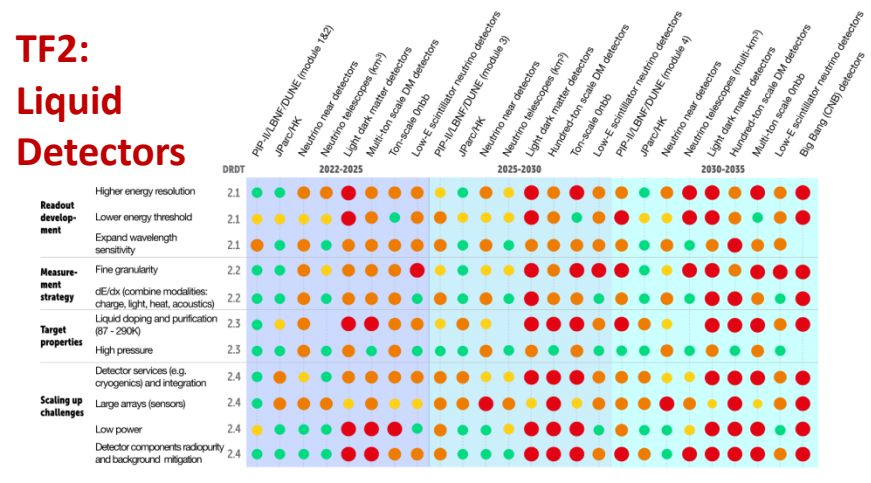 TF2:
Liquid
Detectors
PIP-II/LBNF/DUNE (module 1&2)
JParc/HK
Neutrino near detectors
Neutrino telescopes (km³)
Light dark matter detectors
Multi-ton scale DM detectors
Ton-scale 0nbb
Low-E scintillator neutrino detectors
PIP-II/LBNF/DUNE (module 3)
JParc/HK
Neutrino near detectors
Neutrino telescopes (km³)
Light dark matter detectors
Hundred-ton scale DM detectors
Ton-scale 0nbb
Low-E scintillator neutrino detectors
PIP-II/LBNF/DUNE (module 4)
JParc/HK
Neutrino near detectors
Neutrino telescopes (multi-km³)
Light dark matter detectors
Hundred-ton scale DM detectors
Multi-ton scale 0nbb
Low-E scintillator neutrino detectors
Big Bang (CNB) detectors
DRDT 2022-2025 2025-2030 2030-2035
Readout
develop-
ment
Higher energy resolution 2.1
Lower energy threshold 2.1
Expand wavelength
sensitivity 2.1
Measure-
ment
strategy
Fine granularity 2.2
dE/dx (combine modalities:
charge, light, heat, acoustics) 2.2
Target
properties
Liquid doping and purification
(87 - 290K) 2.3
High pressure 2.3
Scaling up
challenges
Detector services (e.g.
cryogenics) and integration 2.4
Large arrays (sensors) 2.4
Low power 2.4
Detector components radiopurity
and background mitigation 2.4